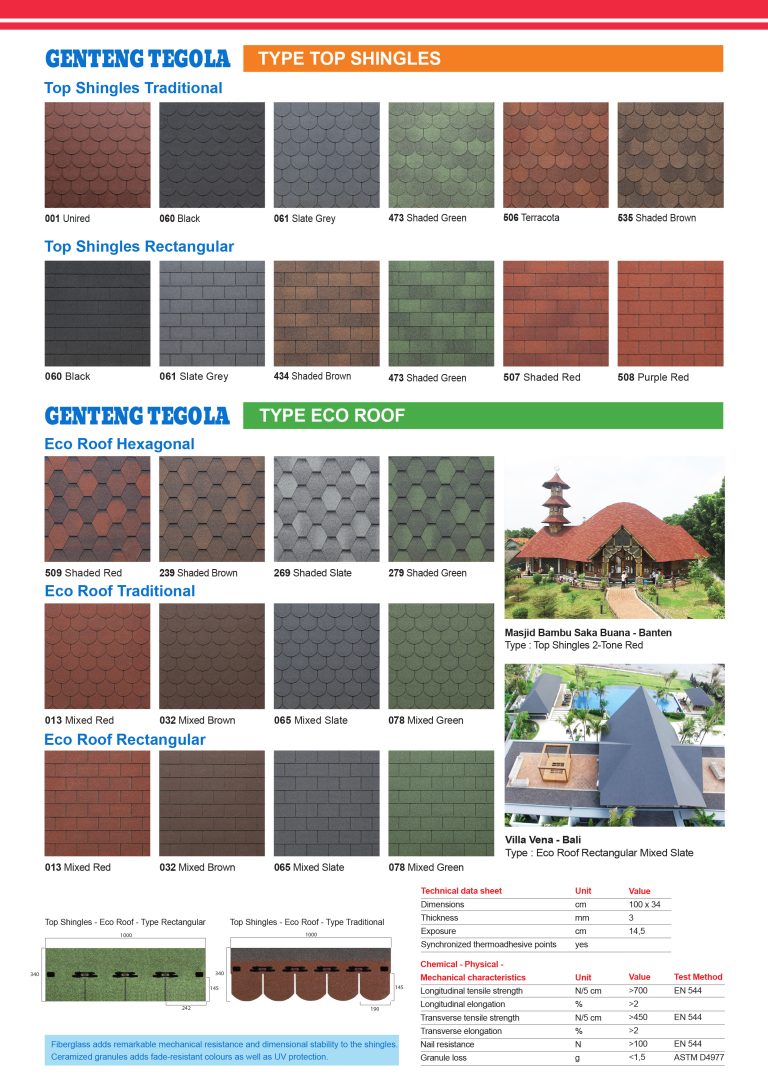 GENTENG TEGOLA
TYPE TOP SHINGLES
Top Shingles Traditional
001 Unired
060 Black
061 Slate Grey
473 Shaded Green
506 Terracota
535 Shaded Brown
Top Shingles Rectangular
060 Black
061 Slate Grey
434 Shaded Brown
473 Shaded Green
507 Shaded Red
508 Purple Red
GENTENG TEGOLA
TYPE ECO ROOF
Eco Roof Hexagonal
509 Shaded Red
239 Shaded Brown
269 Shaded Slate
279 Shaded Green
Eco Roof Traditional
013 Mixed Red
032 Mixed Brown
065 Mixed Slate
078 Mixed Green
Eco Roof Rectangular
013 Mixed Red
032 Mixed Brown
065 Mixed Slate
078 Mixed Green
Masjid Bambu Saka Buana - Banten
Type : Top Shingles 2-Tone Red
Villa Vena - Bali
Type : Eco Roof Rectangular Mixed Slate
Top Shingles - Eco Roof - Type Rectangular
1000
340
145
242
Top Shingles - Eco Roof - Type Traditional
1000
340
145
190
Fiberglass adds remarkable mechanical resistance and dimensional stability to the shingles.
Ceramized granules adds fade-resistant colours as well as UV protection.
Technical data sheet Unit Value
Dimensions cm 100 x 34
Thickness mm 3
Exposure cm 14,5
Synchronized thermoadhesive points yes
Chemical - Physical -
Mechanical characteristics Unit Value Test Method
Longitudinal tensile strength N/5 cm >700 EN 544
Longitudinal elongation % >2
Transverse tensile strength N/5 cm >450 EN 544
Transverse elongation % >2
Nail resistance N >100 EN 544
Granule loss g <1,5 ASTM D4977